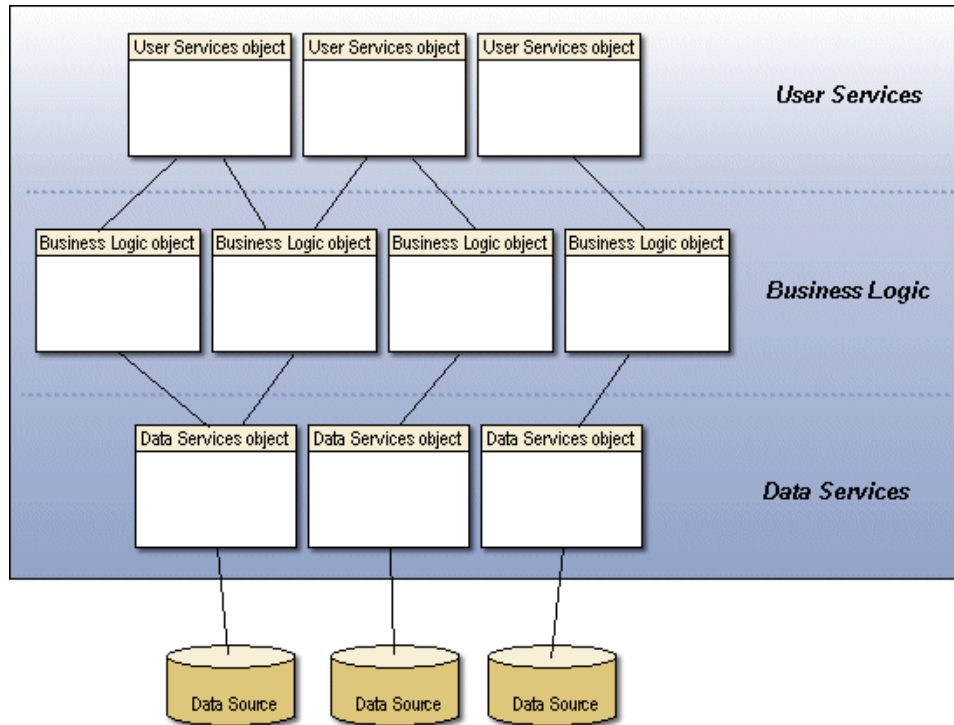 User Services object
User Services object
User Services object
User Services
Business Logic object
Business Logic object
Business Logic object
Business Logic object
Business Logic
Data Services object
Data Services object
Data Services object
Data Services
Data Source
Data Source
Data Source